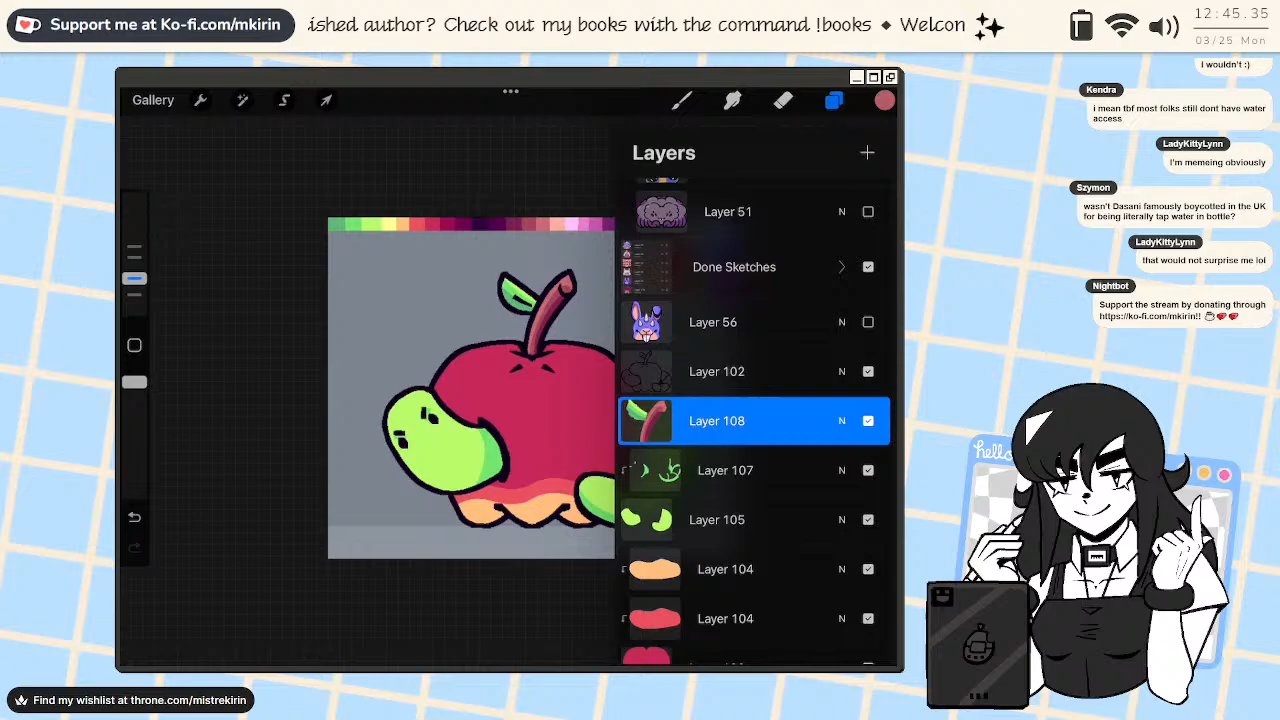 Support me at Ko-fi.com/mkirin
ished author? Check out my books with the command !books ◆ Welcon
12:45.35
03/25 Mon
I wouldn't :)
Kendra
i mean tbf most folks still dont have water
access
LadyKittyLynn
I'm memeing obviously
Szymon
wasn't Dasani famously boycotted in the UK
for being literally tap water in bottle?
LadyKittyLynn
that would not surprise me lol
Nightbot
Support the stream by donating through
https://ko-fi.com/mkirin!!
Gallery
Layers
Layer 51
N
Done Sketches
Layer 56
N
Layer 102
N
Layer 108
N
Layer 107
N
Layer 105
N
Layer 104
N
Layer 104
N
hello
Find my wishlist at throne.com/mistrekirin